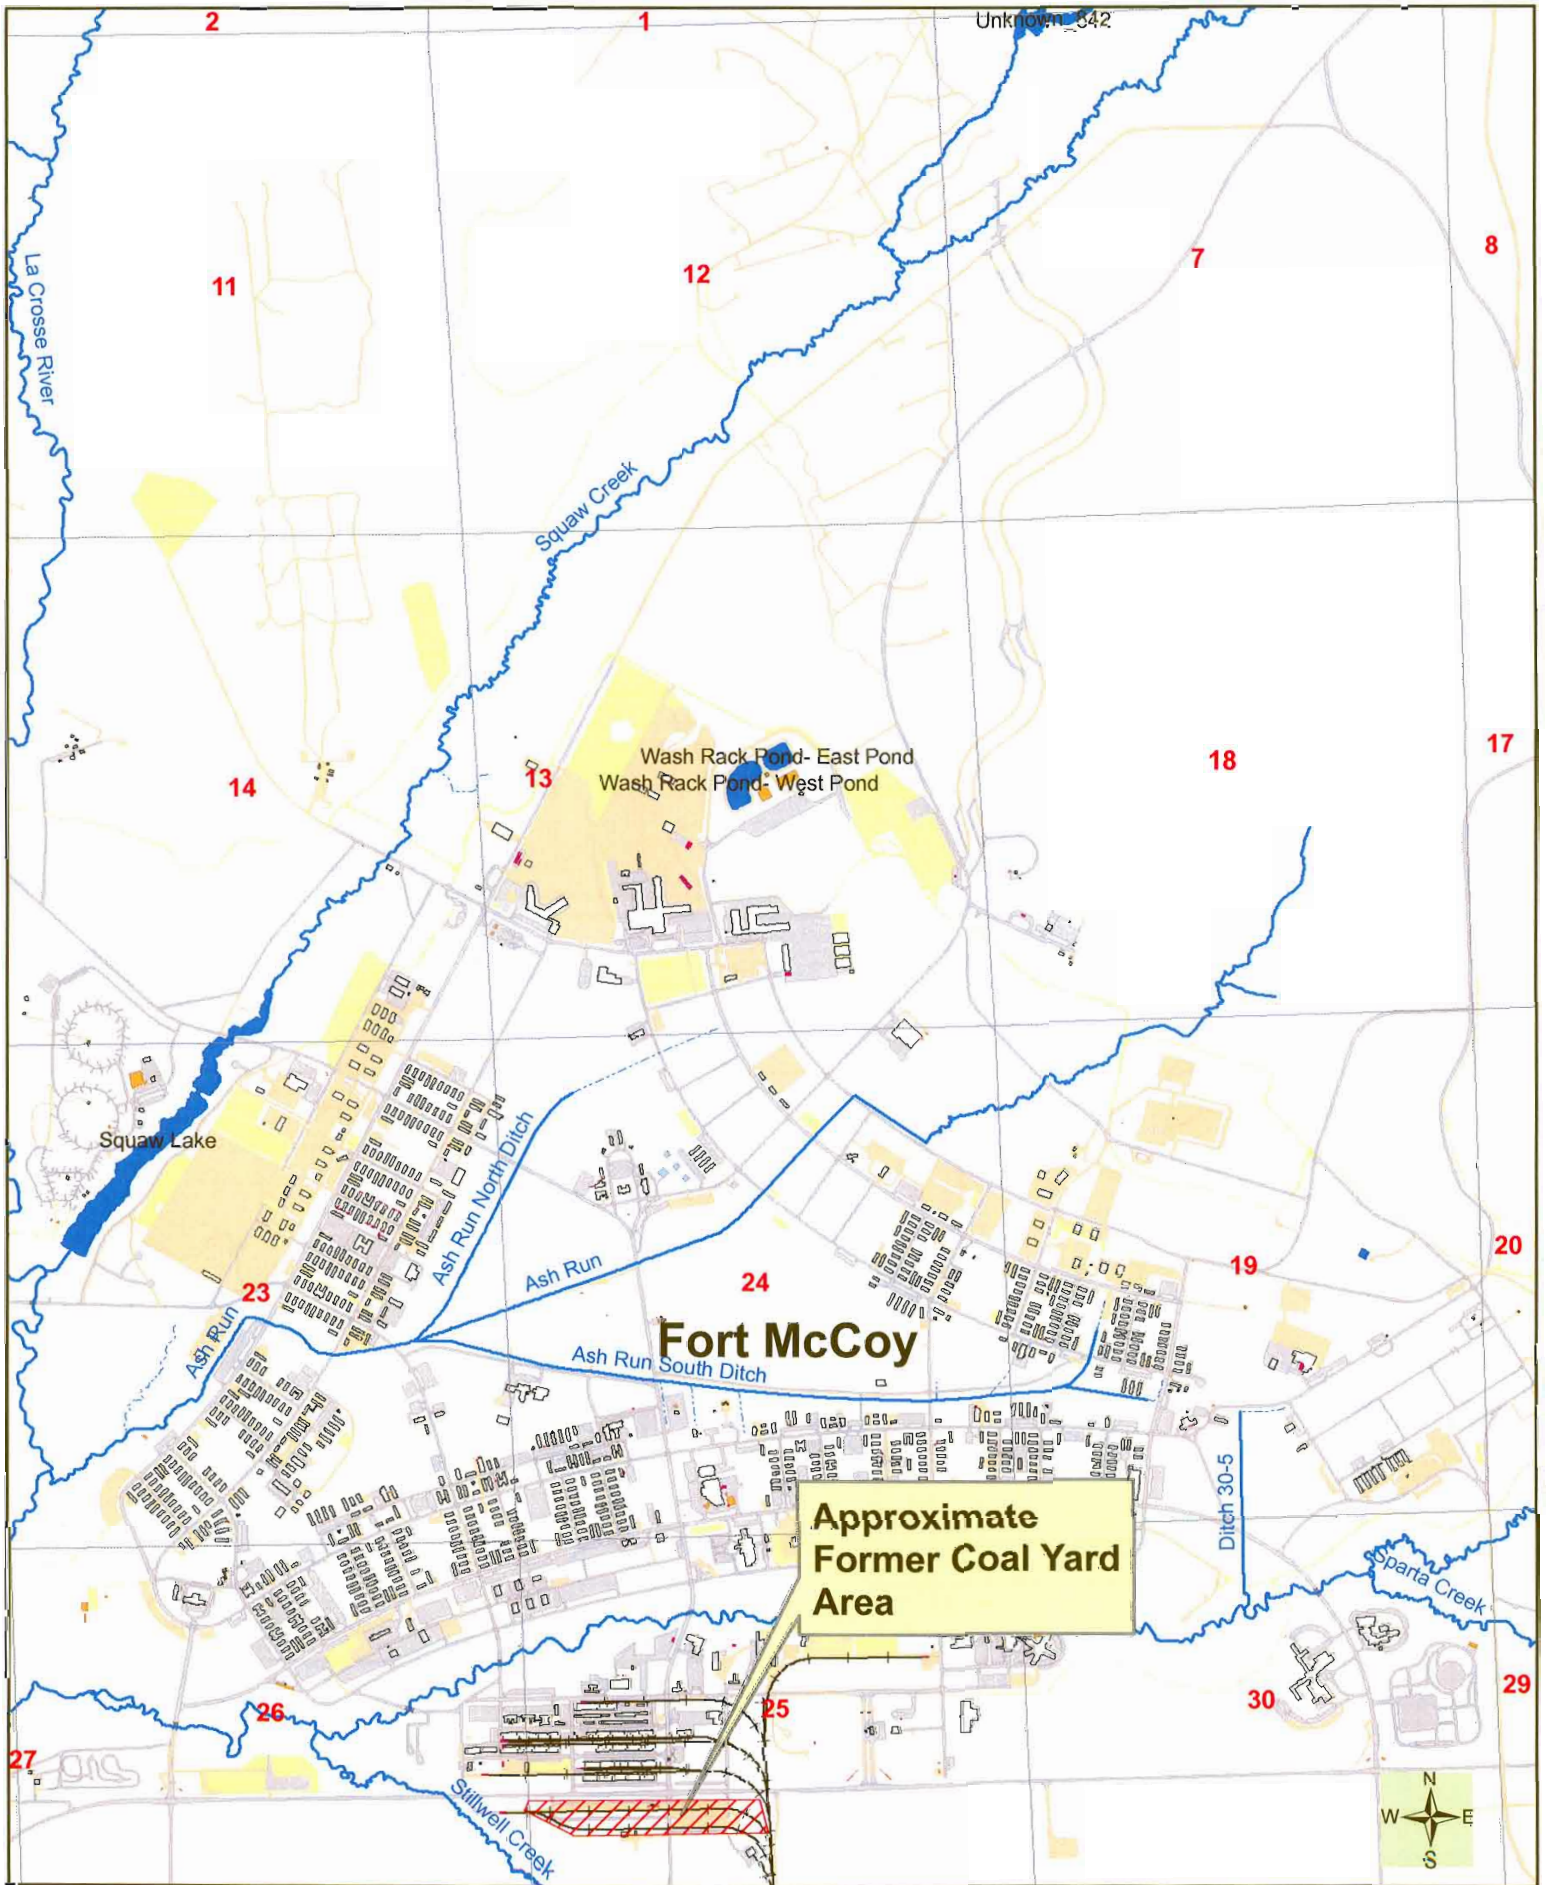 2
1
Unknown_842
La Crosse River
11
12
7
8
Squaw Creek
14
13
Wash Rack Pond- East Pond
Wash Rack Pond- West Pond
18
17
Squaw Lake
Ash Run North Ditch
Ash Run
24
19
20
23
Ash Run
Fort McCoy
Ash Run South Ditch
Ditch 30-5
Approximate
Former Coal Yard
Area
Sparta Creek
26
25
30
29
27
Stillwell Creek
N
W
E
S